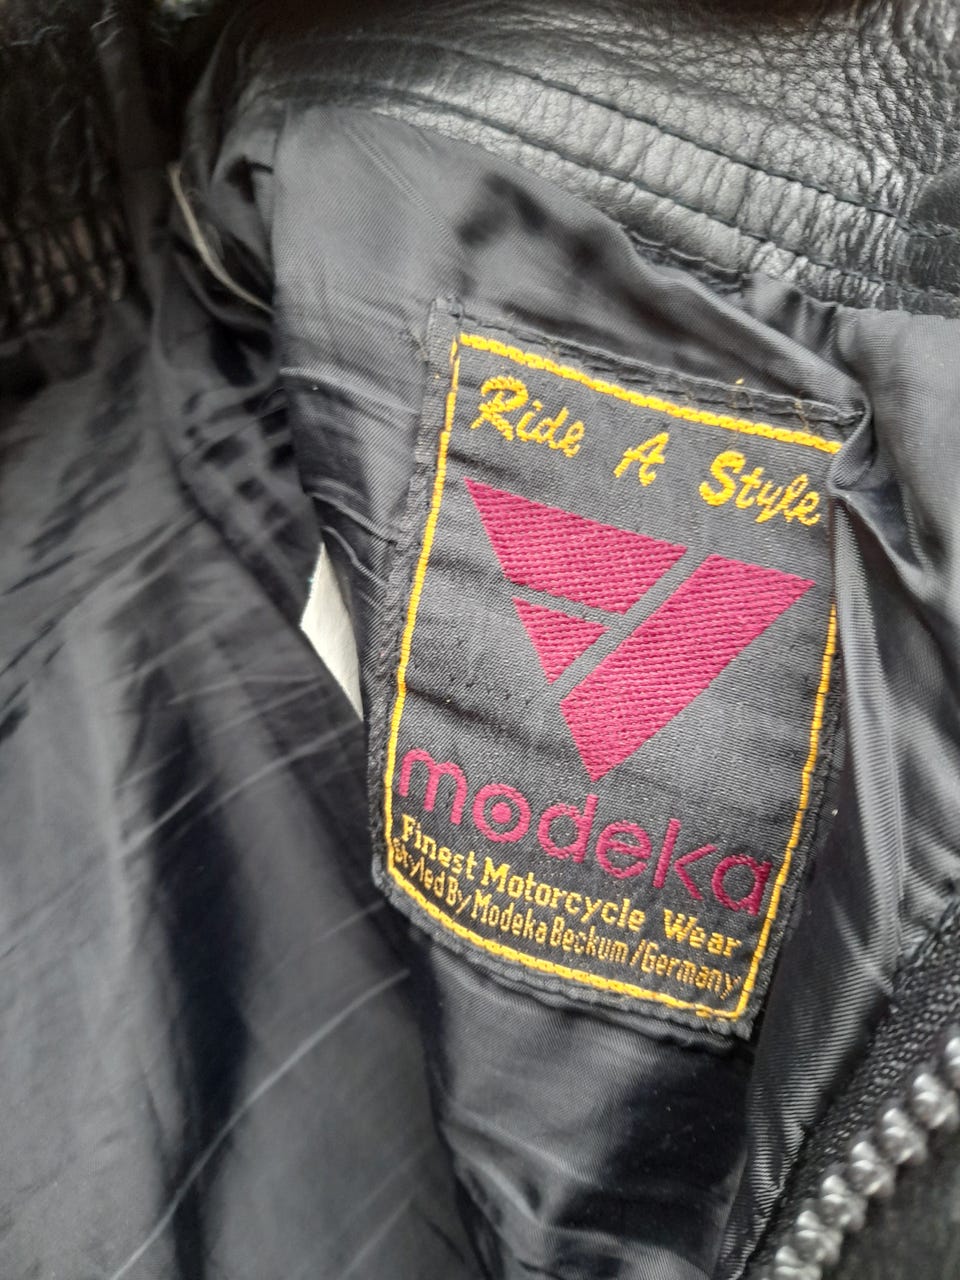 Ride A Style
modeka
Finest Motorcycle Wear
Styled By Modeka Beckum / Germany